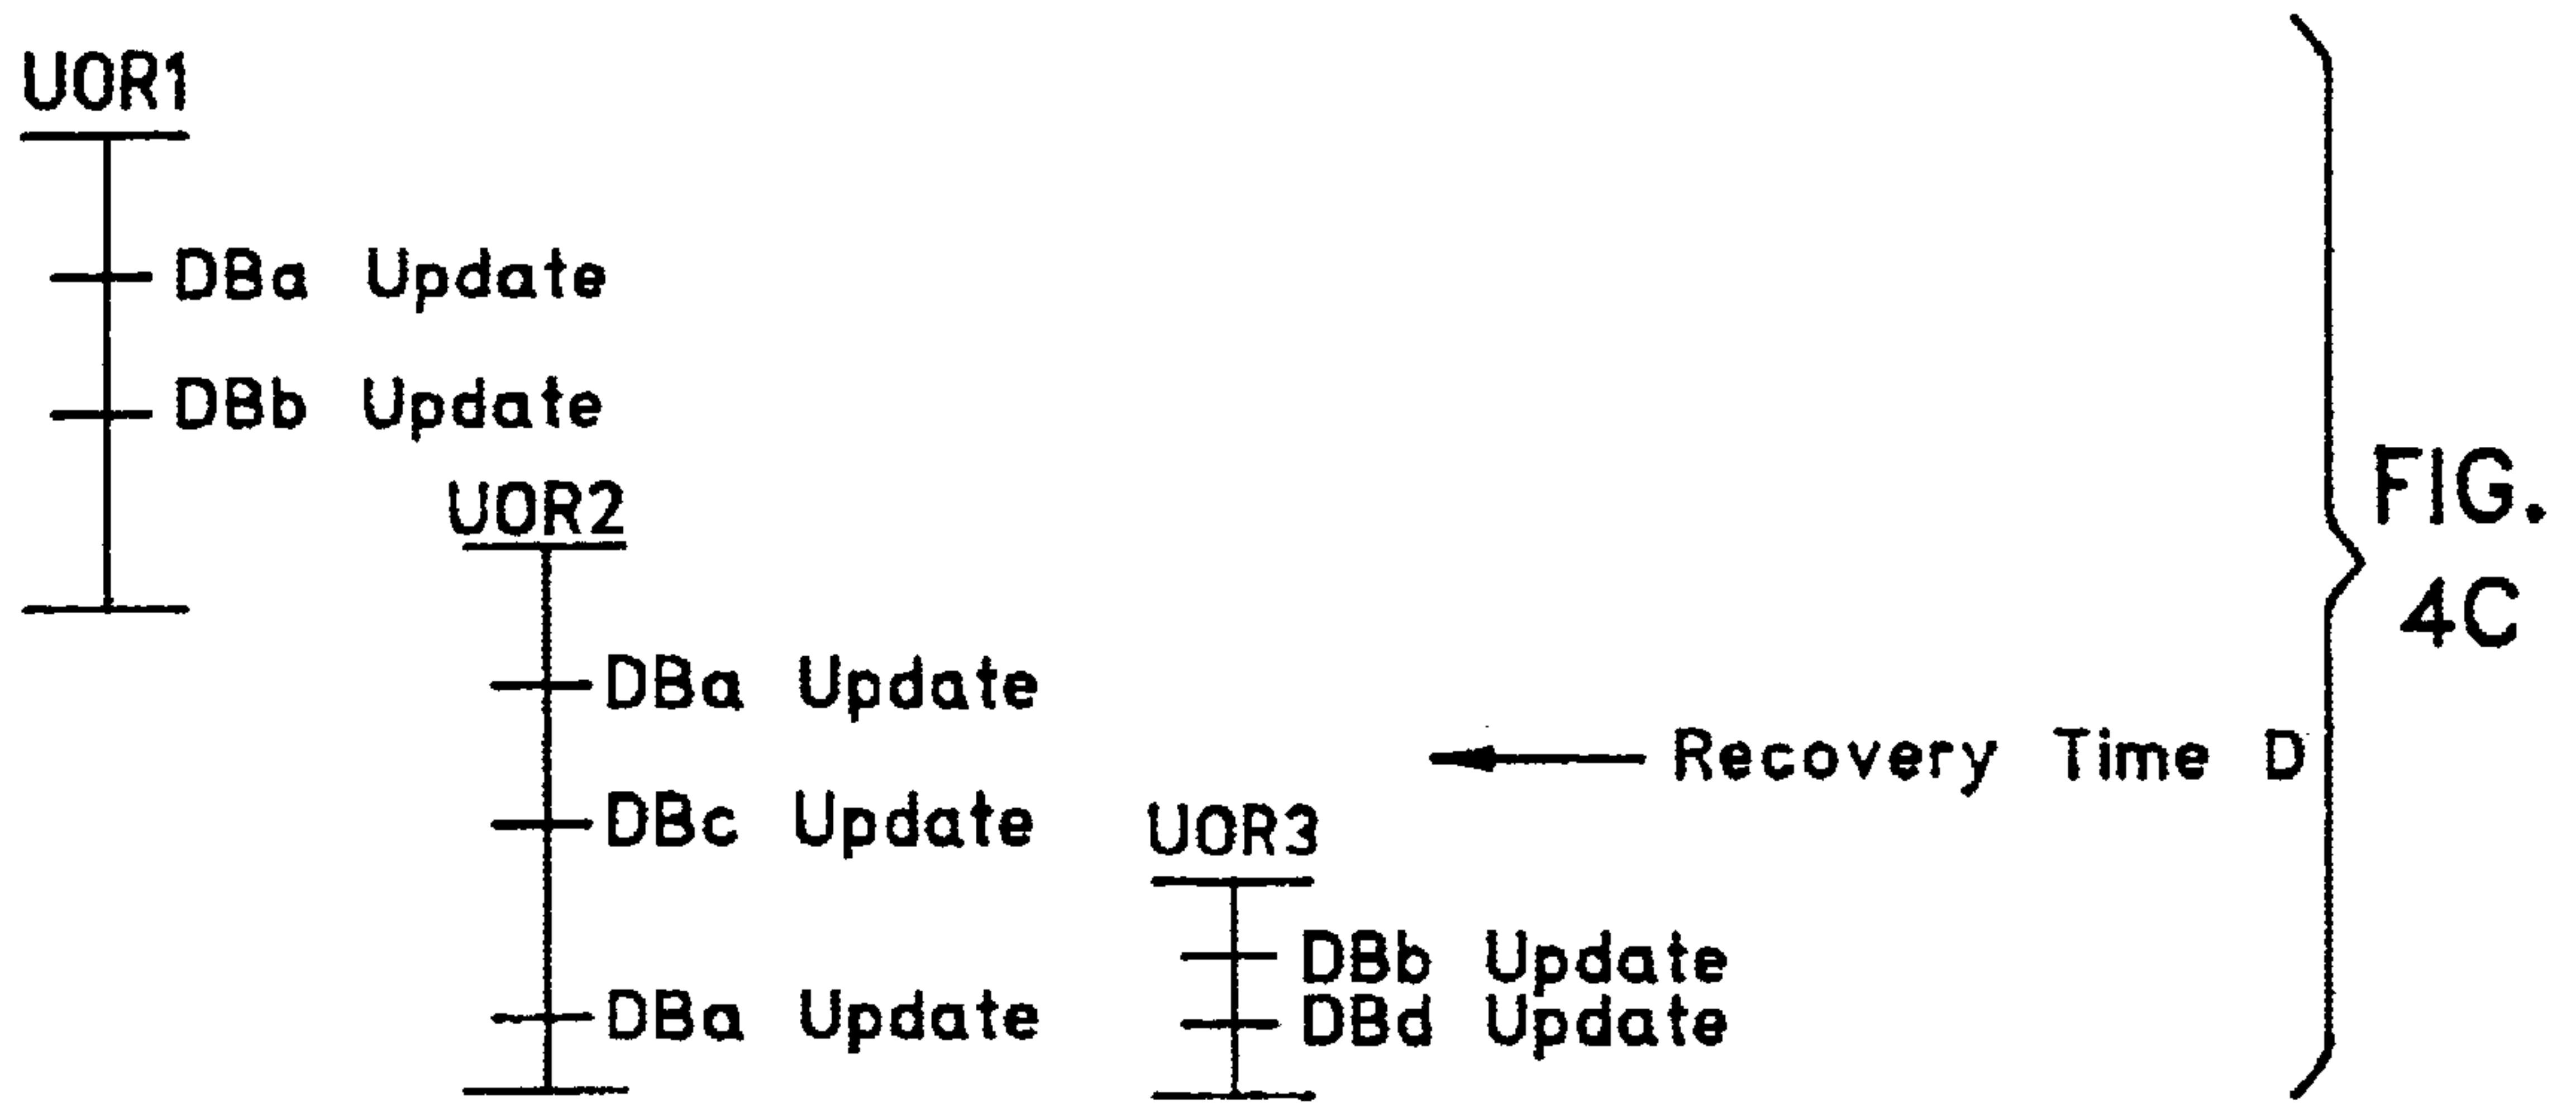 UOR1
DBa Update
DBb Update
UOR2
DBa Update
DBc Update
DBa Update
Recovery Time D
UOR3
DBb Update
DBd Update
FIG.
4C